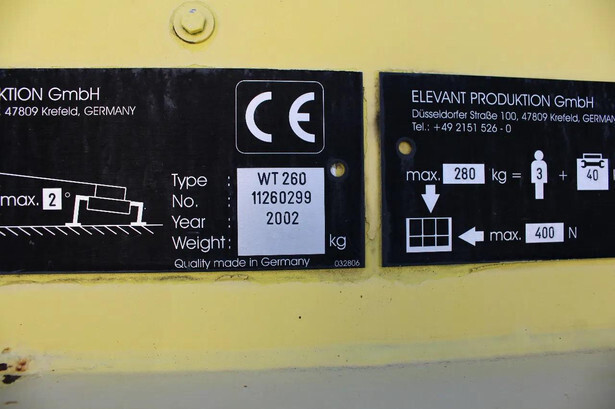 KTION GmbH
47809 Krefeld, GERMANY
CE
max. 2°
Type : WT 260
No. : 11260299
Year : 2002
Weight: kg
Quality made in Germany
032806
ELEVANT PRODUKTION GmbH
Düsseldorfer Straße 100, 47809 Krefeld, GERMANY
Tel.: +49 2151 526 - 0
max. 280 kg = 3 + 40
max. 400 N